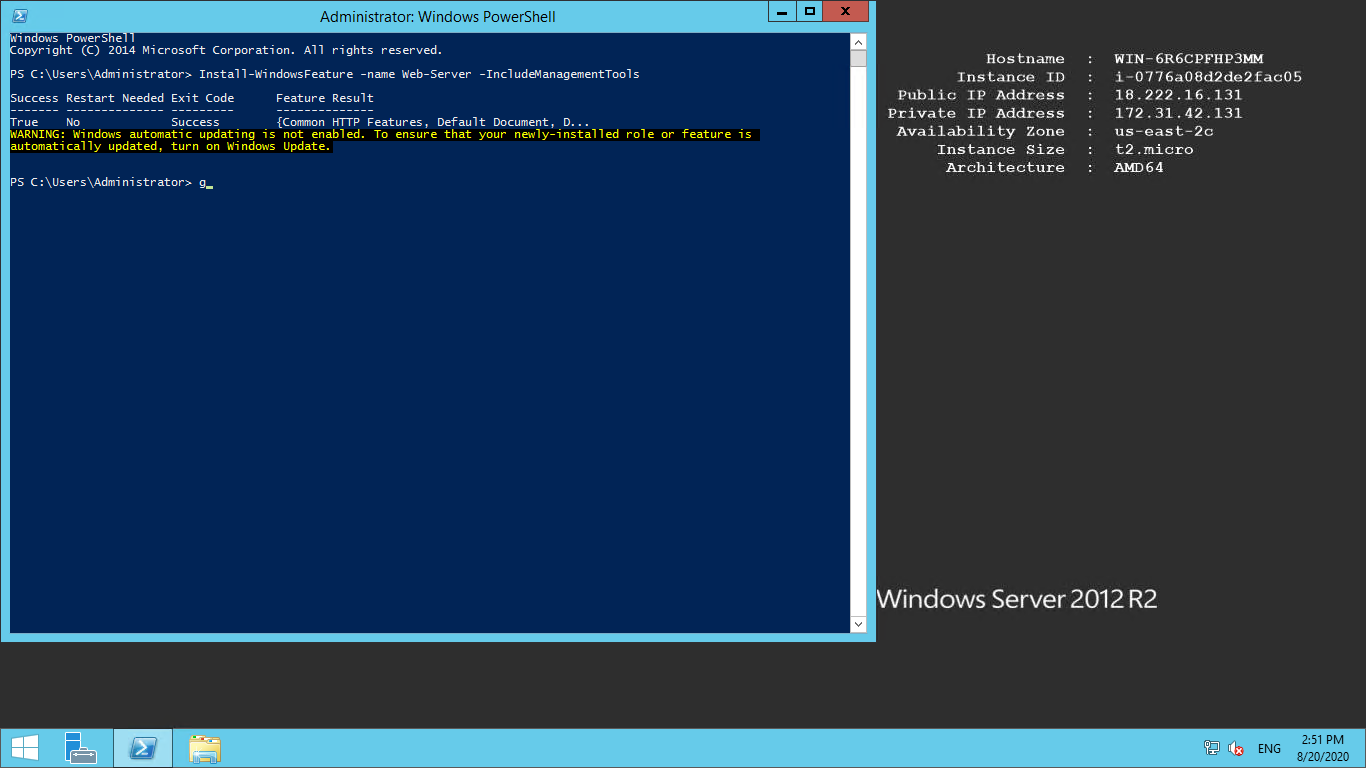 Administrator: Windows PowerShell
Windows PowerShell
Copyright (C) 2014 Microsoft Corporation. All rights reserved.
PS C:\Users\Administrator> Install-WindowsFeature -name Web-Server -IncludeManagementTools
Success Restart Needed Exit Code      Feature Result
------- -------------- ---------      --------------
True    No             Success        {Common HTTP Features, Default Document, D...
WARNING: Windows automatic updating is not enabled. To ensure that your newly-installed role or feature is
automatically updated, turn on Windows Update.
PS C:\Users\Administrator> g_
Hostname : WIN-6R6CPFHP3MM
Instance ID : i-0776a08d2de2fac05
Public IP Address : 18.222.16.131
Private IP Address : 172.31.42.131
Availability Zone : us-east-2c
Instance Size : t2.micro
Architecture : AMD64
Windows Server 2012 R2
ENG
2:51 PM
8/20/2020